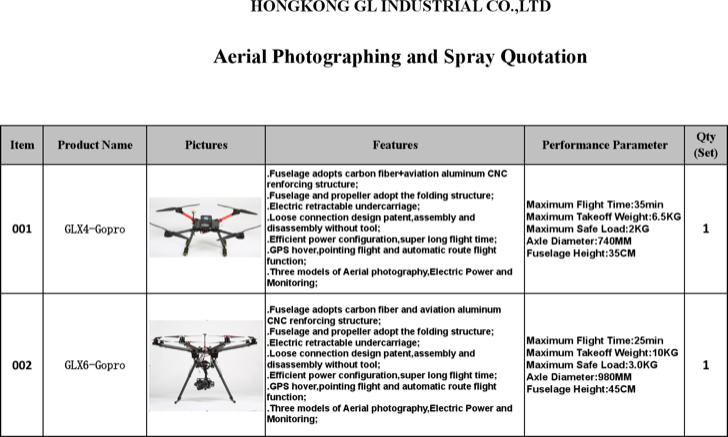 HONGKONG GL INDUSTRIAL CO.,LTD
Aerial Photographing and Spray Quotation
Item Product Name Pictures Features Performance Parameter Qty (Set)
001
GLX4-Gopro
.Fuselage adopts carbon fiber+aviation aluminum CNC
renforcing structure;
.Fuselage and propeller adopt the folding structure;
.Electric retractable undercarriage;
.Loose connection design patent,assembly and
disassembly without tool;
.Efficient power configuration,super long flight time;
.GPS hover,pointing flight and automatic route flight
function;
.Three models of Aerial photography,Electric Power and
Monitoring;
Maximum Flight Time:35min
Maximum Takeoff Weight:6.5KG
Maximum Safe Load:2KG
Axle Diameter:740MM
Fuselage Height:35CM
1
002
GLX6-Gopro
.Fuselage adopts carbon fiber and aviation aluminum
CNC renforcing structure;
.Fuselage and propeller adopt the folding structure;
.Electric retractable undercarriage;
.Loose connection design patent,assembly and
disassembly without tool;
.Efficient power configuration,super long flight time;
.GPS hover,pointing flight and automatic route flight
function;
.Three models of Aerial photography,Electric Power and
Monitoring;
Maximum Flight Time:25min
Maximum Takeoff Weight:10KG
Maximum Safe Load:3.0KG
Axle Diameter:980MM
Fuselage Height:45CM
1